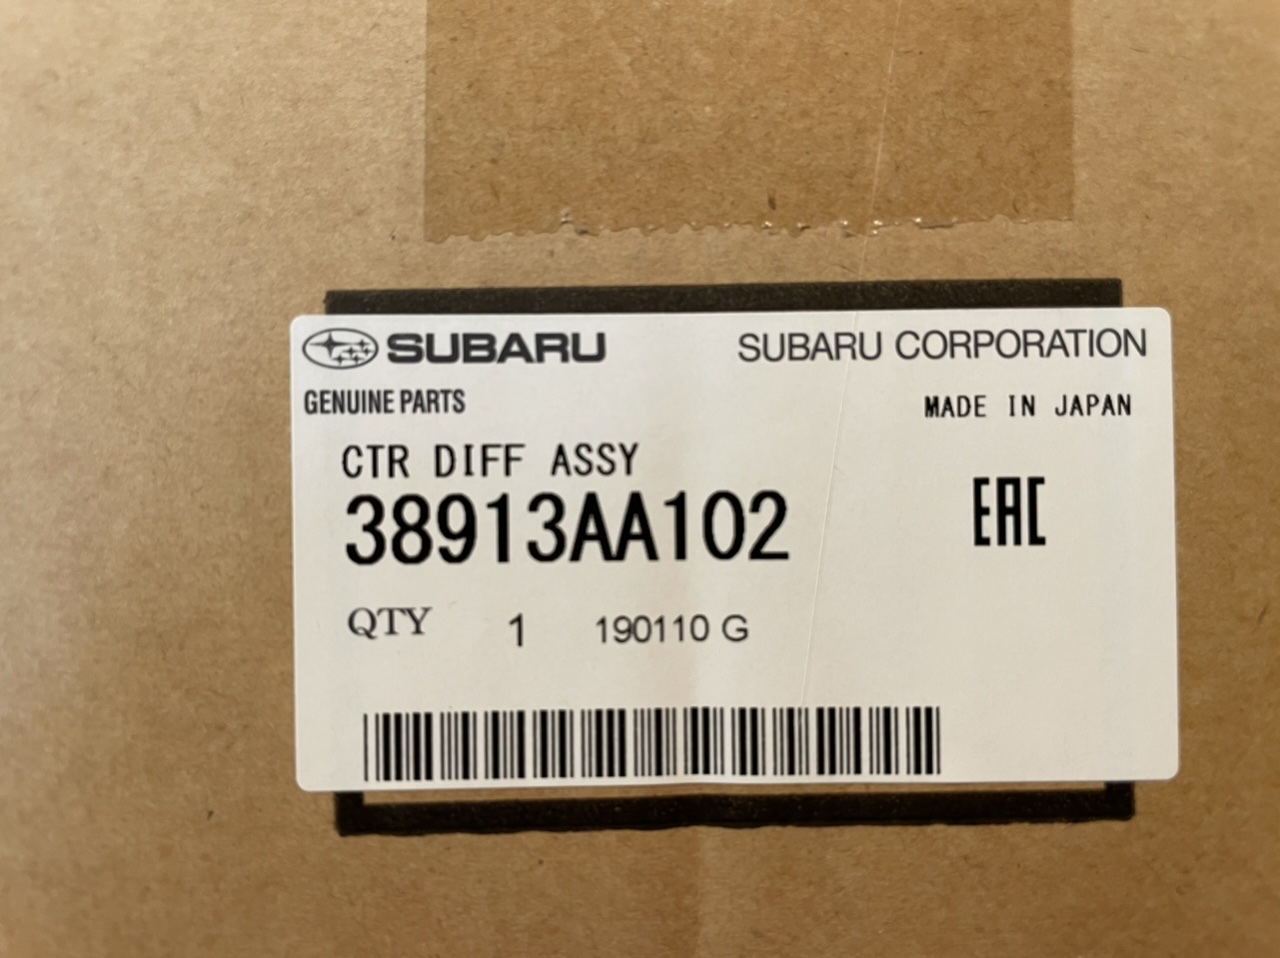 SUBARU
SUBARU CORPORATION
GENUINE PARTS
MADE IN JAPAN
CTR DIFF ASSY
38913AA102
EAC
QTY 1 190110 G